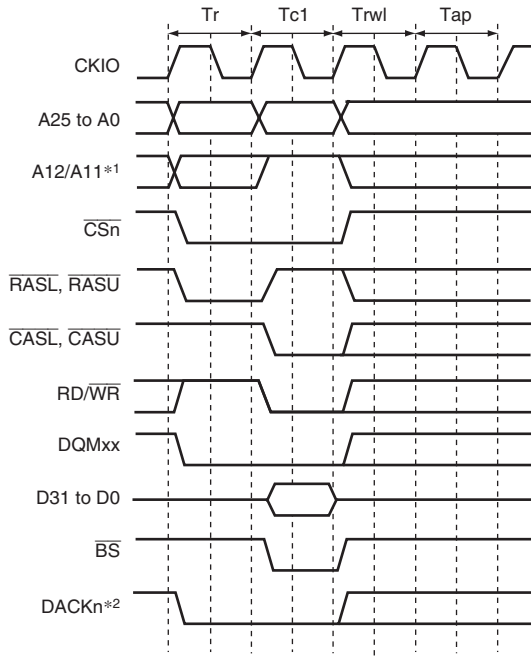 Tr Tc1 Trwl Tap
CKIO
A25 to A0
A12/A11*1
CSn
RASL, RASU
CASL, CASU
RD/WR
DQMxx
D31 to D0
BS
DACKn*2